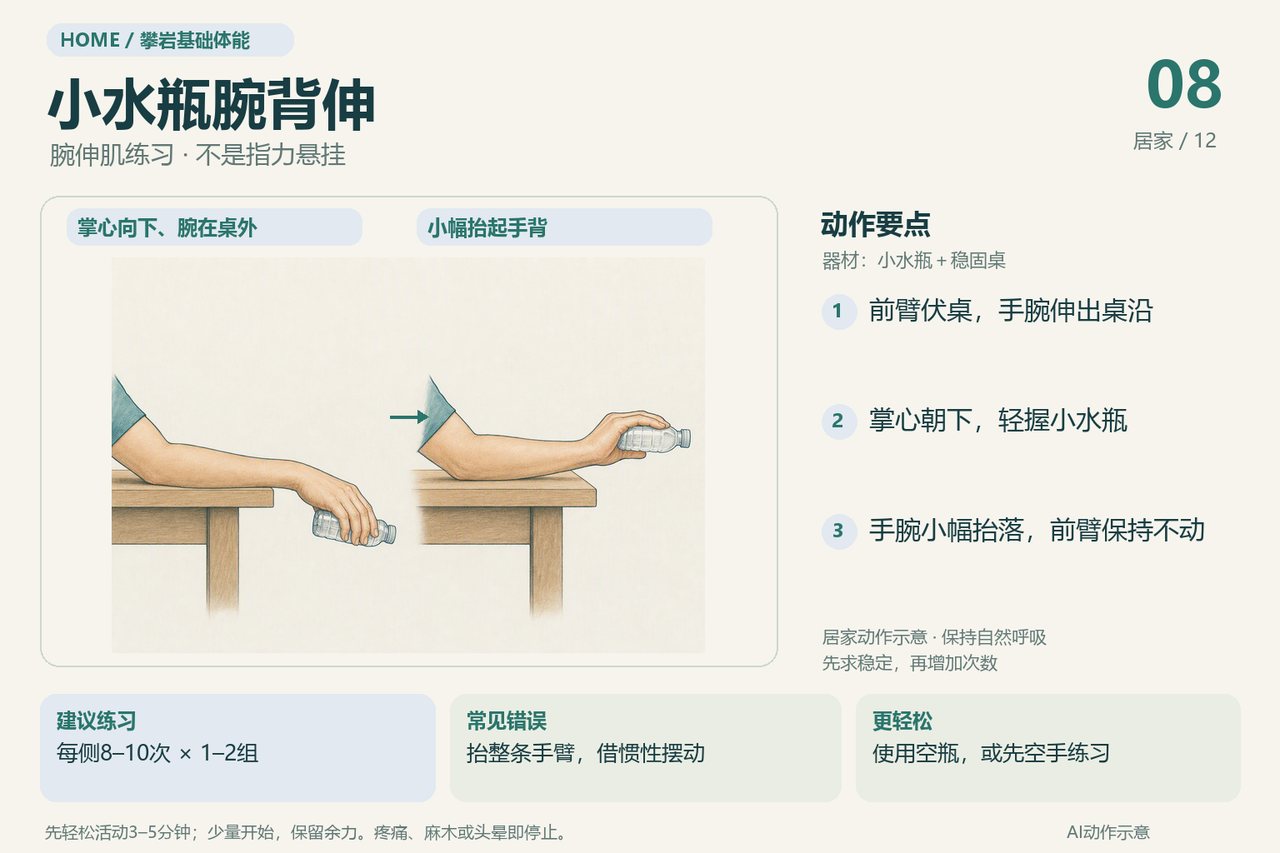 HOME / 攀岩基础体能
小水瓶腕背伸
腕伸肌练习 · 不是指力悬挂
08
居家 / 12
掌心向下、腕在桌外
小幅抬起手背
动作要点
器材：小水瓶 + 稳固桌
1 前臂伏桌，手腕伸出桌沿
2 掌心朝下，轻握小水瓶
3 手腕小幅抬落，前臂保持不动
居家动作示意 · 保持自然呼吸
先求稳定，再增加次数
建议练习
每侧8–10次 × 1–2组
常见错误
抬整条手臂，借惯性摆动
更轻松
使用空瓶，或先空手练习
先轻松活动3–5分钟；少量开始，保留余力。疼痛、麻木或头晕即停止。
AI动作示意